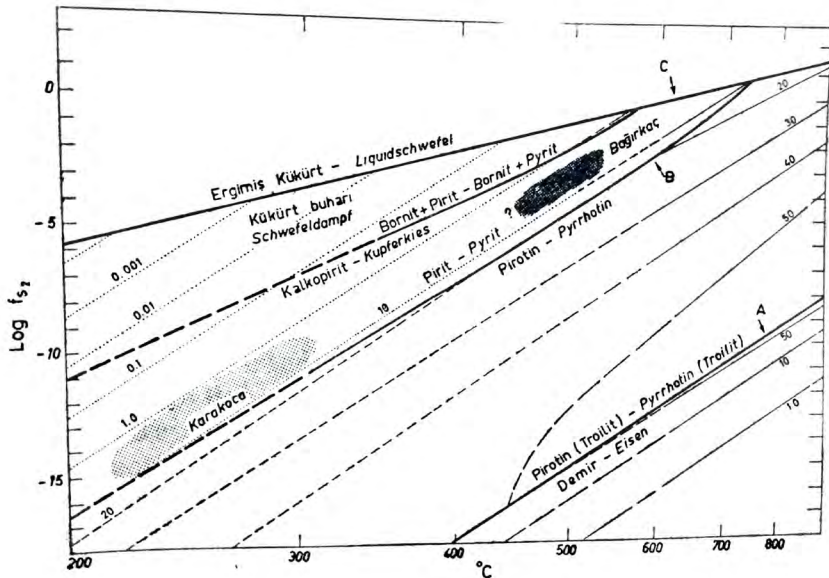 C
0
20
Ergimiş Kükürt - Liquidschwefel
Bağırkaç
30
Kükürt buharı
Schwefeldampf
Bornit + Pirit - Bornit + Pyrit
B
40
-5
Kalkopirit - Kupferkies
Pirit - Pyrit ?
Pirotin - Pyrrhotin
50
0.001
0.01
Log fS2
10
A
-10
0.1
50
1.0
Karakoca
Pirotin (Troilit) - Pyrrhotin (Troilit)
10
Demir - Eisen
1.0
-15
20
200
300
400
500
600
700
800
°C